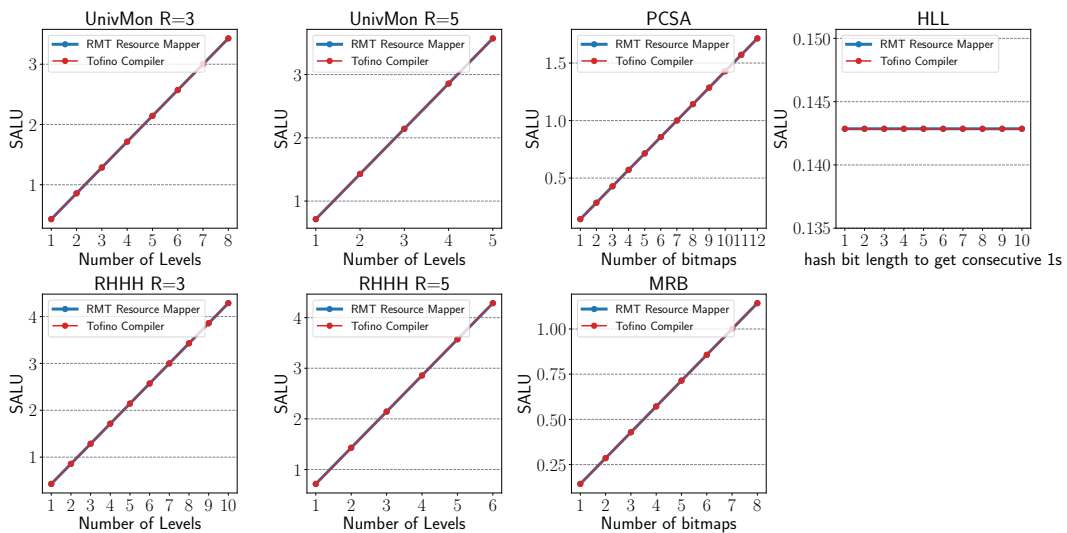 UnivMon R=3
RMT Resource Mapper
Tofino Compiler
SALU
3
2
1
1 2 3 4 5 6 7 8
Number of Levels
UnivMon R=5
RMT Resource Mapper
Tofino Compiler
SALU
3
2
1
1 2 3 4 5
Number of Levels
PCSA
RMT Resource Mapper
Tofino Compiler
SALU
1.5
1.0
0.5
1 2 3 4 5 6 7 8 9 10 11 12
Number of bitmaps
HLL
RMT Resource Mapper
Tofino Compiler
SALU
0.150
0.145
0.140
0.135
1 2 3 4 5 6 7 8 9 10
hash bit length to get consecutive 1s
RHHH R=3
RMT Resource Mapper
Tofino Compiler
SALU
4
3
2
1
1 2 3 4 5 6 7 8 9 10
Number of Levels
RHHH R=5
RMT Resource Mapper
Tofino Compiler
SALU
4
3
2
1
1 2 3 4 5 6
Number of Levels
MRB
RMT Resource Mapper
Tofino Compiler
SALU
1.00
0.75
0.50
0.25
1 2 3 4 5 6 7 8
Number of bitmaps